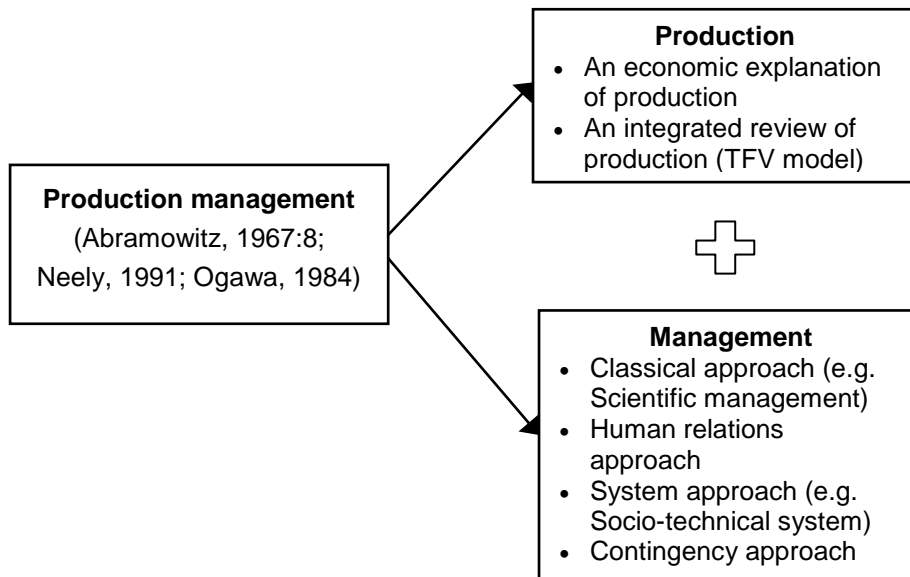 Production
• An economic explanation
of production
• An integrated review of
production (TFV model)
Production management
(Abramowitz, 1967:8;
Neely, 1991; Ogawa, 1984)
Management
• Classical approach (e.g.
Scientific management)
• Human relations
approach
• System approach (e.g.
Socio-technical system)
• Contingency approach